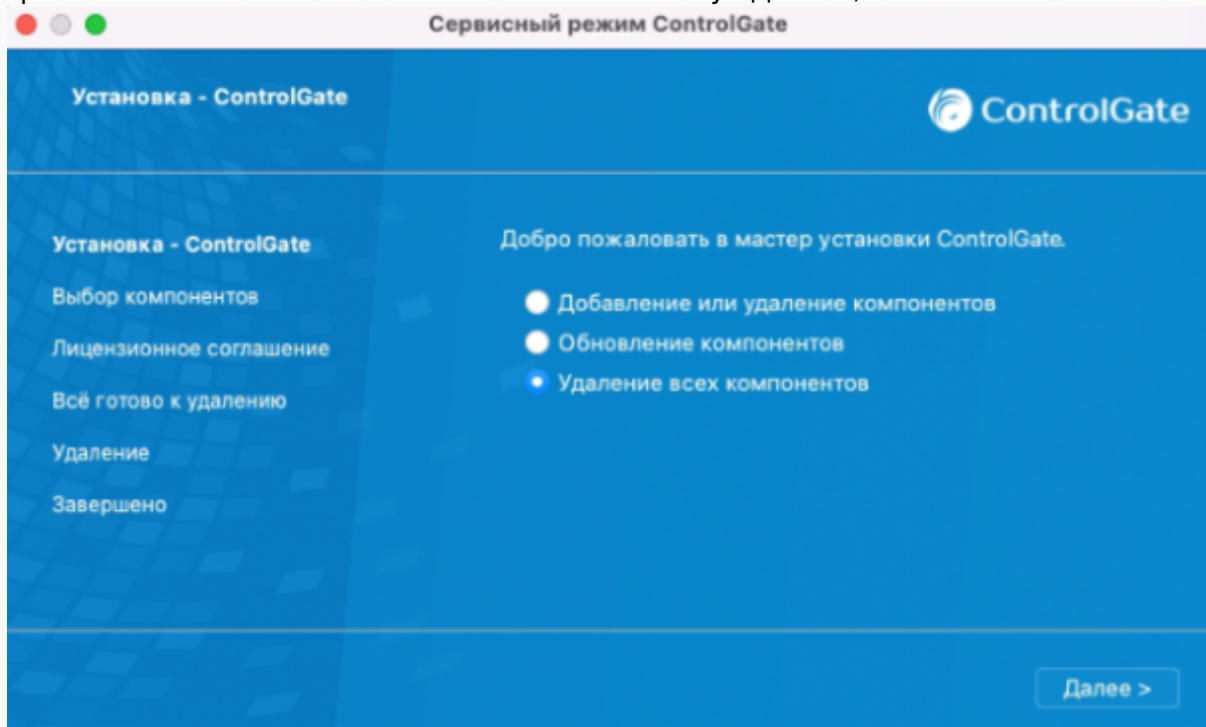 Сервисный режим ControlGate
Установка - ControlGate
ControlGate
Установка - ControlGate
Выбор компонентов
Лицензионное соглашение
Всё готово к удалению
Удаление
Завершено
Добро пожаловать в мастер установки ControlGate.
Добавление или удаление компонентов
Обновление компонентов
Удаление всех компонентов
Далее >